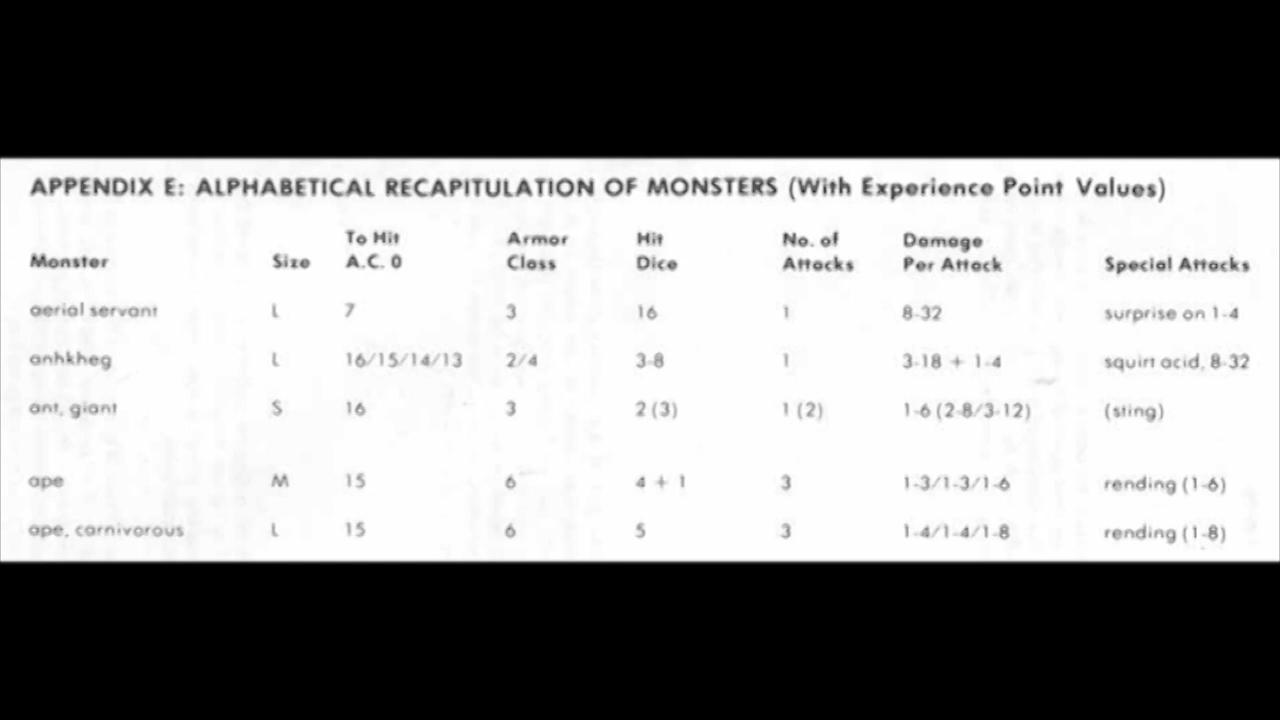 APPENDIX E: ALPHABETICAL RECAPITULATION OF MONSTERS (With Experience Point Values)
Monster Size To Hit A.C. 0 Armor Class Hit Dice No. of Attacks Damage Per Attack Special Attacks
aerial servant L 7 3 16 1 8-32 surprise on 1-4
anhkheg L 16/15/14/13 2/4 3-8 1 3-18 + 1-4 squirt acid, 8-32
ant, giant S 16 3 2 (3) 1 (2) 1-6 (2-8/3-12) (sting)
ape M 15 6 4 + 1 3 1-3/1-3/1-6 rending (1-6)
ape, carnivorous L 15 6 5 3 1-4/1-4/1-8 rending (1-8)